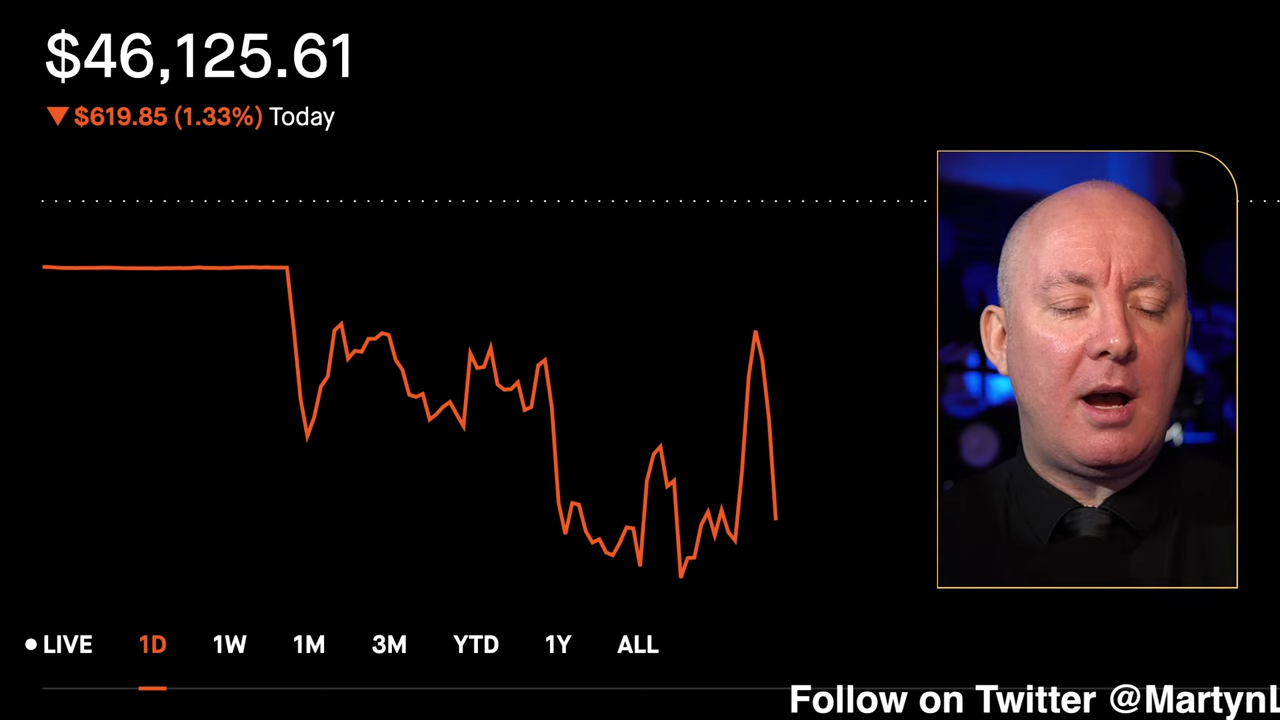 $46,125.61
▼ $619.85 (1.33%) Today
LIVE 1D 1W 1M 3M YTD 1Y ALL
Follow on Twitter @MartynL